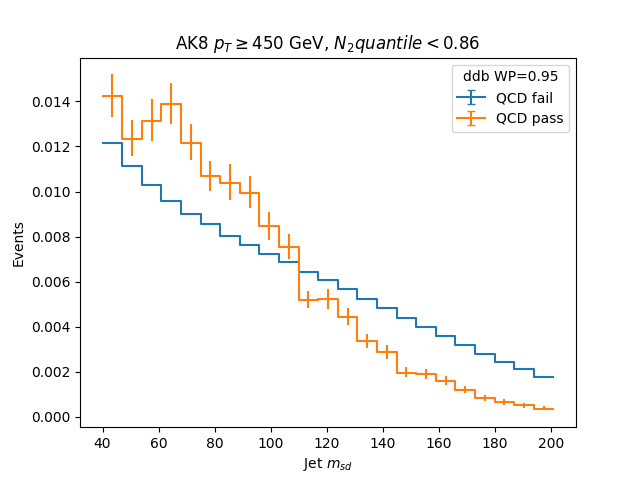 AK8 $p_T \geq 450$ GeV, $N_2quantile < 0.86$
ddb WP=0.95
QCD fail
QCD pass
Events
0.014
0.012
0.010
0.008
0.006
0.004
0.002
0.000
40 60 80 100 120 140 160 180 200
Jet $m_{sd}$